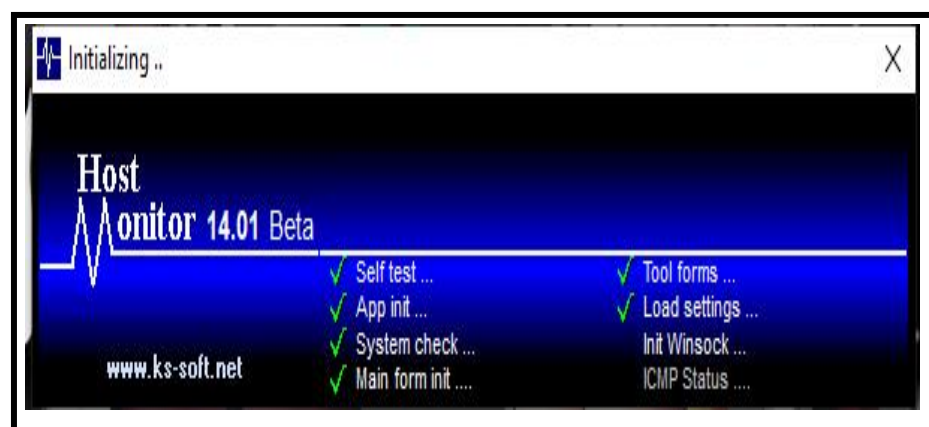 Initializing ..
Host
Monitor 14.01 Beta
Self test ...
App init ...
System check ...
Main form init ....
Tool forms ...
Load settings ...
Init Winsock ...
ICMP Status ....
www.ks-soft.net